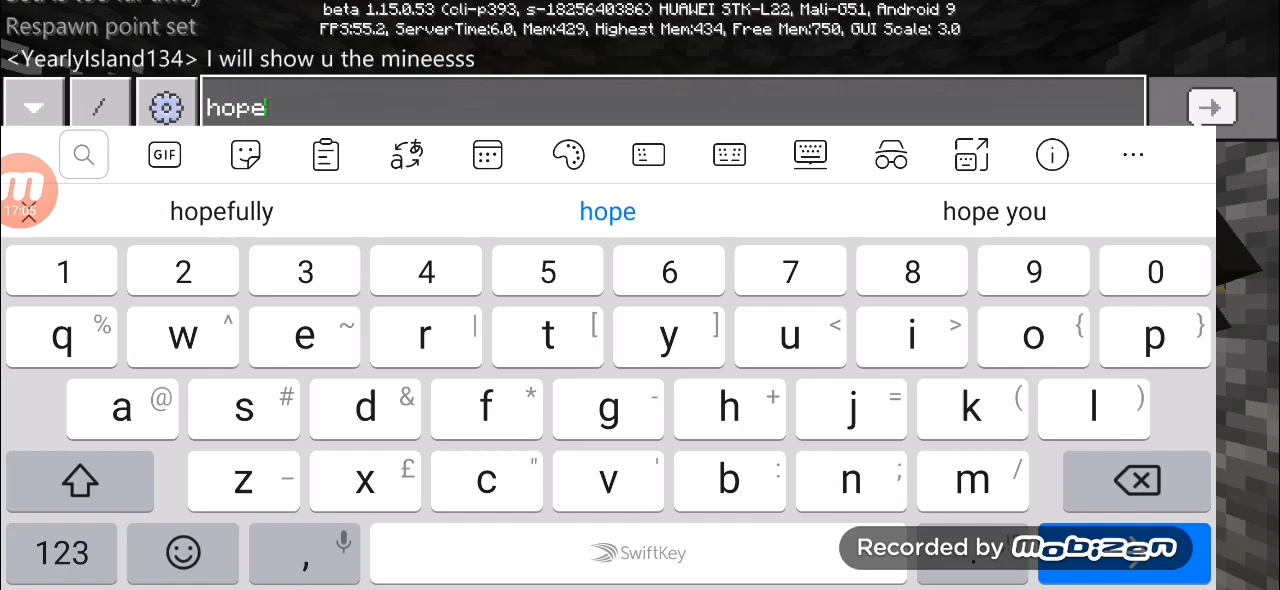 beta 1.15.0.53 (cli-p393, s-1825640386) HUAWEI STK-L22, Mali-G51, Android 9
Respawn point set
FPS:55.2, ServerTime:6.0, Mem:429, Highest Mem:434, Free Mem:750, GUI Scale: 3.0
<YearlyIsland134> I will show u the mineesss
/
hope
GIF
17:05
hopefully hope hope you
1 2 3 4 5 6 7 8 9 0
q % w ^ e ~ r | t [ y ] u < i > o { p }
a @ s # d & f * g - h + j = k ( l )
z _ x £ c " v ' b : n ; m /
123 , SwiftKey .
Recorded by mobizen